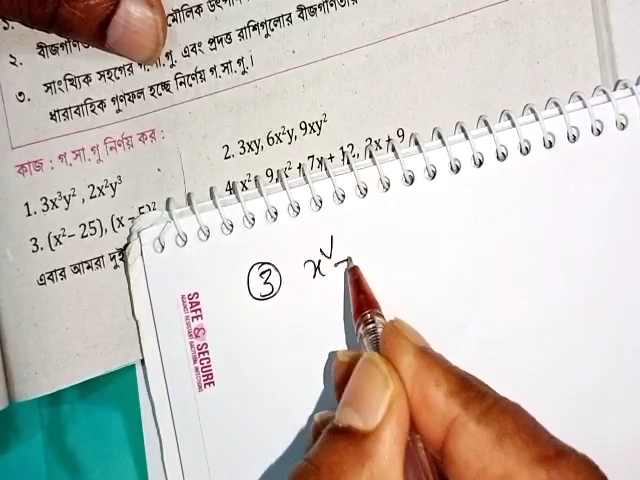 ২. বীজগণিতীয়
মৌলিক
৩. সাংখ্যিক সহগের গ.সা.গু. এবং প্রদত্ত রাশিগুলোর বীজগণিতীয়
ধারাবাহিক গুণফল হচ্ছে নির্ণেয় গ.সা.গু।
কাজ : গ.সা.গু নির্ণয় কর:
1. 3x³y², 2x²y³
2. 3xy, 6x²y, 9xy²
3. (x² − 25), (x − 5)²
4. x² − 9, x² + 7x + 12, 3x + 9
এবার আমরা দুই
SAFE & SECURE
③ x² -